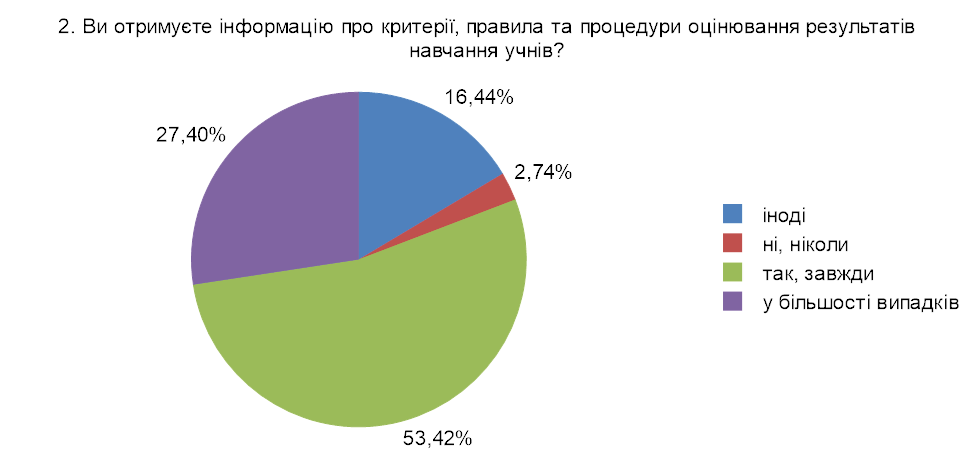 2. Ви отримуєте інформацію про критерії, правила та процедури оцінювання результатів
навчання учнів?
16,44%
27,40%
2,74%
іноді
ні, ніколи
так, завжди
у більшості випадків
53,42%